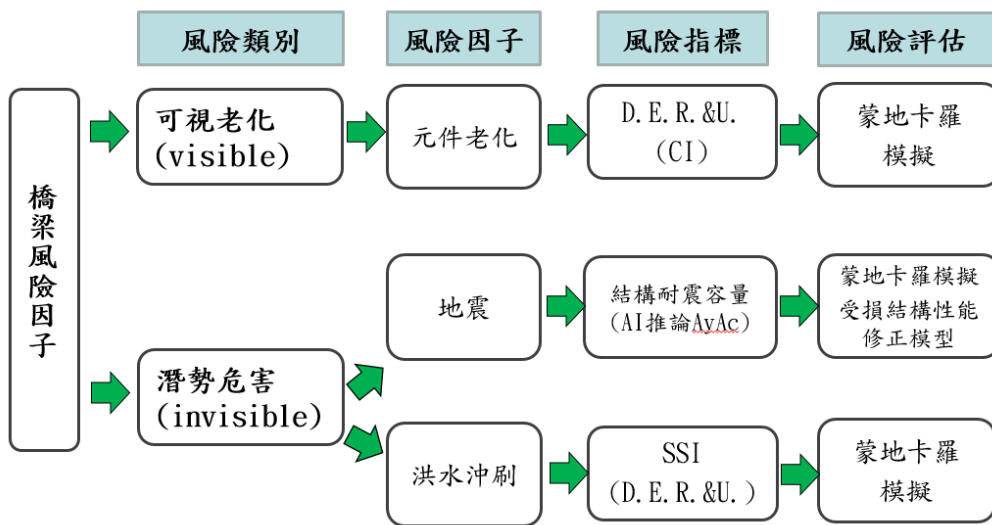 風險類別
風險因子
風險指標
風險評估
橋梁風險因子
可視老化
(visible)
元件老化
D.E.R.&U.
(CI)
蒙地卡羅
模擬
潛勢危害
(invisible)
地震
結構耐震容量
(AI推論AyAc)
蒙地卡羅模擬
受損結構性能
修正模型
洪水沖刷
SSI
(D.E.R.&U.)
蒙地卡羅
模擬